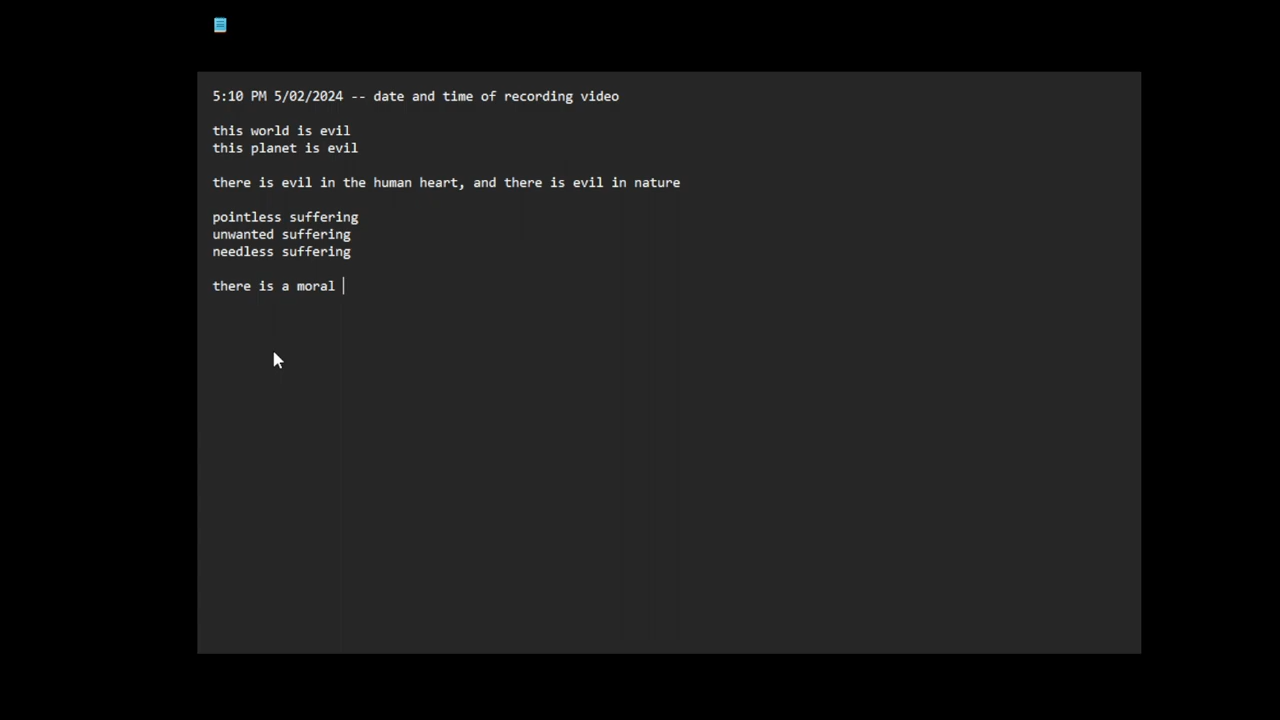 5:10 PM 5/02/2024 -- date and time of recording video
this world is evil
this planet is evil
there is evil in the human heart, and there is evil in nature
pointless suffering
unwanted suffering
needless suffering
there is a moral